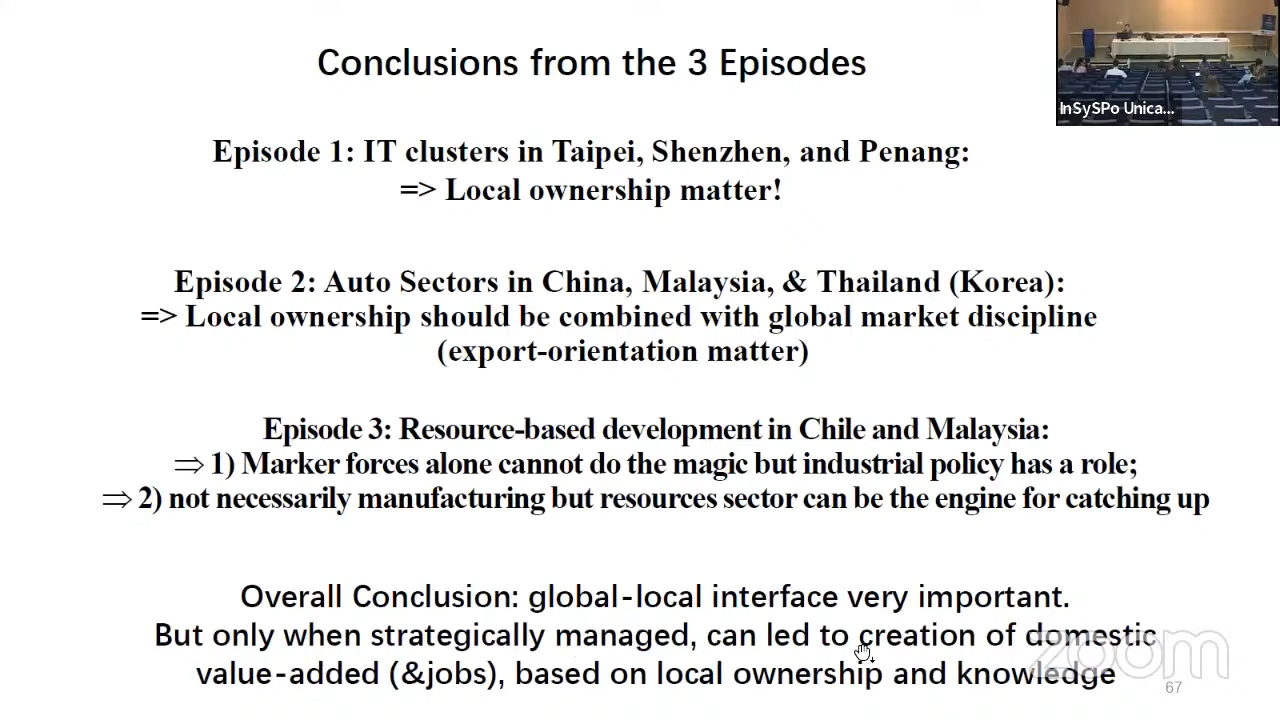 Conclusions from the 3 Episodes
InSySPo Unica...
Episode 1: IT clusters in Taipei, Shenzhen, and Penang:
=> Local ownership matter!
Episode 2: Auto Sectors in China, Malaysia, & Thailand (Korea):
=> Local ownership should be combined with global market discipline
(export-orientation matter)
Episode 3: Resource-based development in Chile and Malaysia:
⇒ 1) Marker forces alone cannot do the magic but industrial policy has a role;
⇒ 2) not necessarily manufacturing but resources sector can be the engine for catching up
Overall Conclusion: global-local interface very important.
But only when strategically managed, can led to creation of domestic
value-added (&jobs), based on local ownership and knowledge
zoom
67